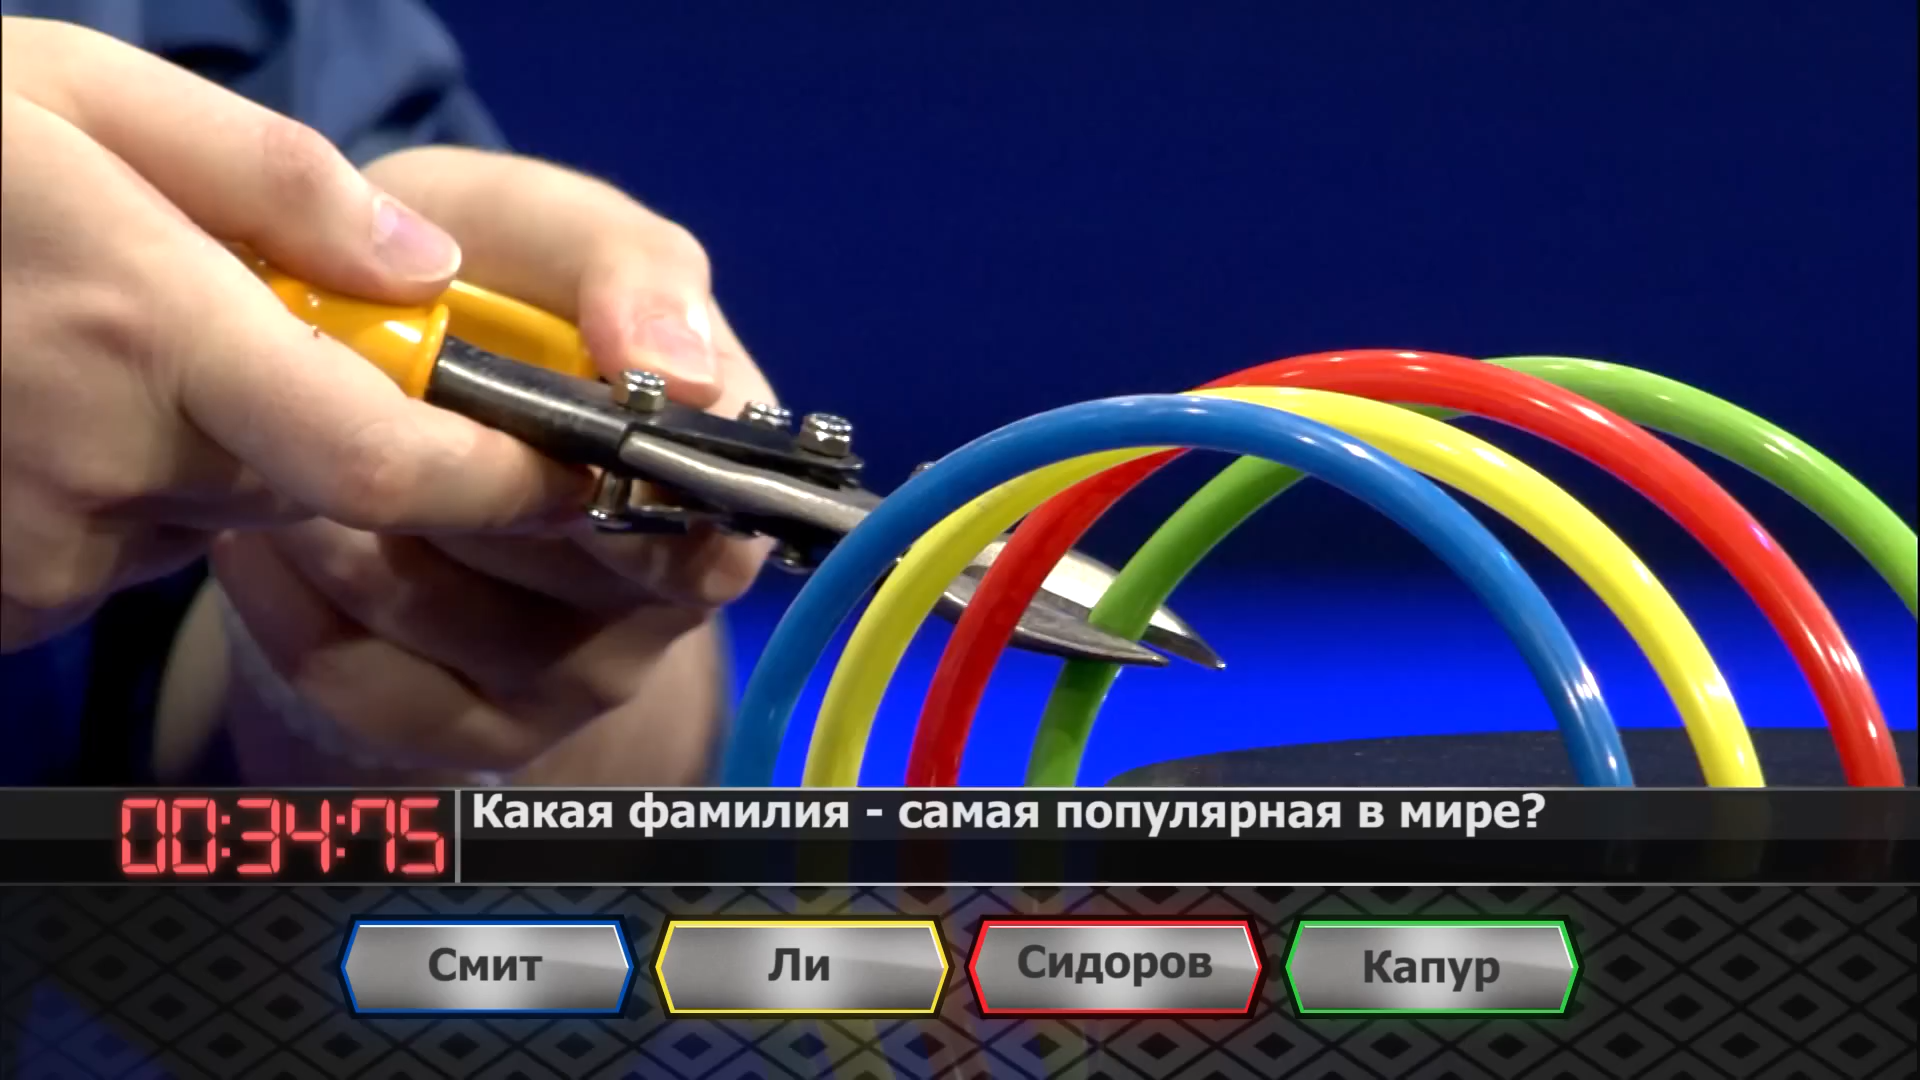 Какая фамилия - самая популярная в мире?
00:34:75
Смит
Ли
Сидоров
Капур